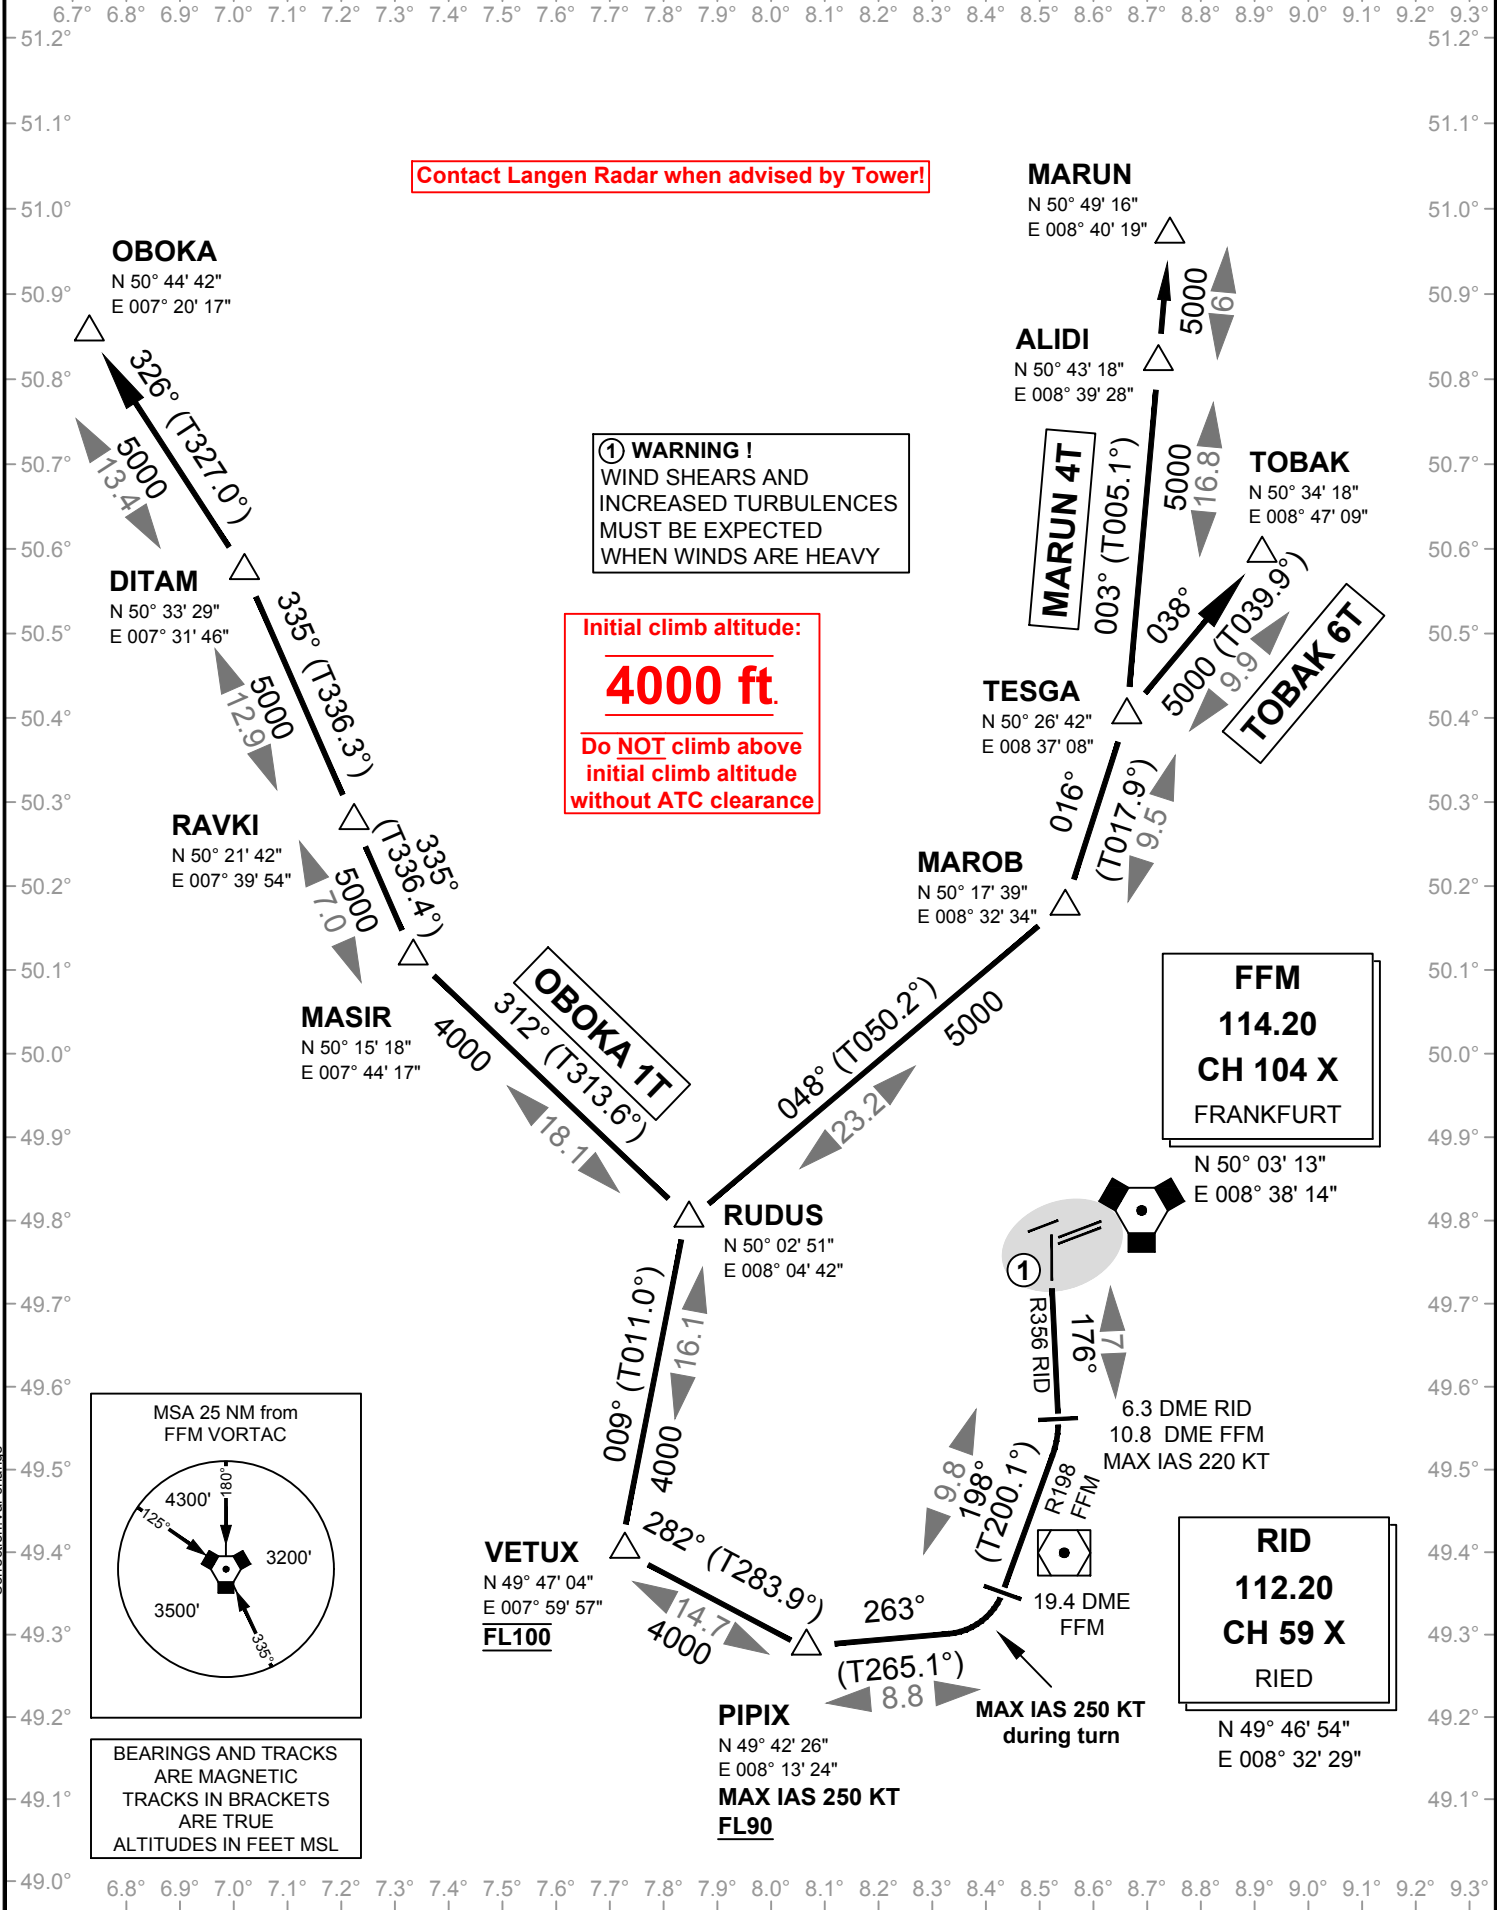 6.7° 6.8° 6.9° 7.0° 7.1° 7.2° 7.3° 7.4° 7.5° 7.6° 7.7° 7.8° 7.9° 8.0° 8.1° 8.2° 8.3° 8.4° 8.5° 8.6° 8.7° 8.8° 8.9° 9.0° 9.1° 9.2° 9.3°
51.2° 51.2°
51.1° 51.1°
51.0° 51.0°
50.9° 50.9°
50.8° 50.8°
50.7° 50.7°
50.6° 50.6°
50.5° 50.5°
50.4° 50.4°
50.3° 50.3°
50.2° 50.2°
50.1° 50.1°
50.0° 50.0°
49.9° 49.9°
49.8° 49.8°
49.7° 49.7°
49.6° 49.6°
49.5° 49.5°
49.4° 49.4°
49.3° 49.3°
49.2° 49.2°
49.1° 49.1°
49.0° 49.0°
Contact Langen Radar when advised by Tower!
MARUN
N 50° 49' 16"
E 008° 40' 19"
5000
6
OBOKA
N 50° 44' 42"
E 007° 20' 17"
326° (T327.0°)
5000
13.4
ALIDI
N 50° 43' 18"
E 008° 39' 28"
MARUN 4T
003° (T005.1°)
5000
16.8
① WARNING !
WIND SHEARS AND
INCREASED TURBULENCES
MUST BE EXPECTED
WHEN WINDS ARE HEAVY
TOBAK
N 50° 34' 18"
E 008° 47' 09"
038°
5000 (T039.9°)
9.9
TOBAK 6T
DITAM
N 50° 33' 29"
E 007° 31' 46"
335° (T336.3°)
5000
12.9
Initial climb altitude:
4000 ft.
Do NOT climb above
initial climb altitude
without ATC clearance
TESGA
N 50° 26' 42"
E 008 37' 08"
016°
(T017.9°)
9.5
RAVKI
N 50° 21' 42"
E 007° 39' 54"
335°
(T336.4°)
5000
7.0
MAROB
N 50° 17' 39"
E 008° 32' 34"
048° (T050.2°)
5000
23.2
MASIR
N 50° 15' 18"
E 007° 44' 17"
OBOKA 1T
312° (T313.6°)
4000
18.1
FFM
114.20
CH 104 X
FRANKFURT
N 50° 03' 13"
E 008° 38' 14"
RUDUS
N 50° 02' 51"
E 008° 04' 42"
009° (T011.0°)
16.1
4000
1
R356 RID
176°
7
6.3 DME RID
10.8 DME FFM
MAX IAS 220 KT
9.8
198°
(T200.1°)
R198
FFM
19.4 DME
FFM
VETUX
N 49° 47' 04"
E 007° 59' 57"
FL100
282° (T283.9°)
14.7
4000
263°
(T265.1°)
8.8
MAX IAS 250 KT
during turn
PIPIX
N 49° 42' 26"
E 008° 13' 24"
MAX IAS 250 KT
FL90
RID
112.20
CH 59 X
RIED
N 49° 46' 54"
E 008° 32' 29"
MSA 25 NM from
FFM VORTAC
180°
4300'
125°
3200'
3500'
335°
BEARINGS AND TRACKS
ARE MAGNETIC
TRACKS IN BRACKETS
ARE TRUE
ALTITUDES IN FEET MSL
6.8° 6.9° 7.0° 7.1° 7.2° 7.3° 7.4° 7.5° 7.6° 7.7° 7.8° 7.9° 8.0° 8.1° 8.2° 8.3° 8.4° 8.5° 8.6° 8.7° 8.8° 8.9° 9.0° 9.1° 9.2° 9.3°